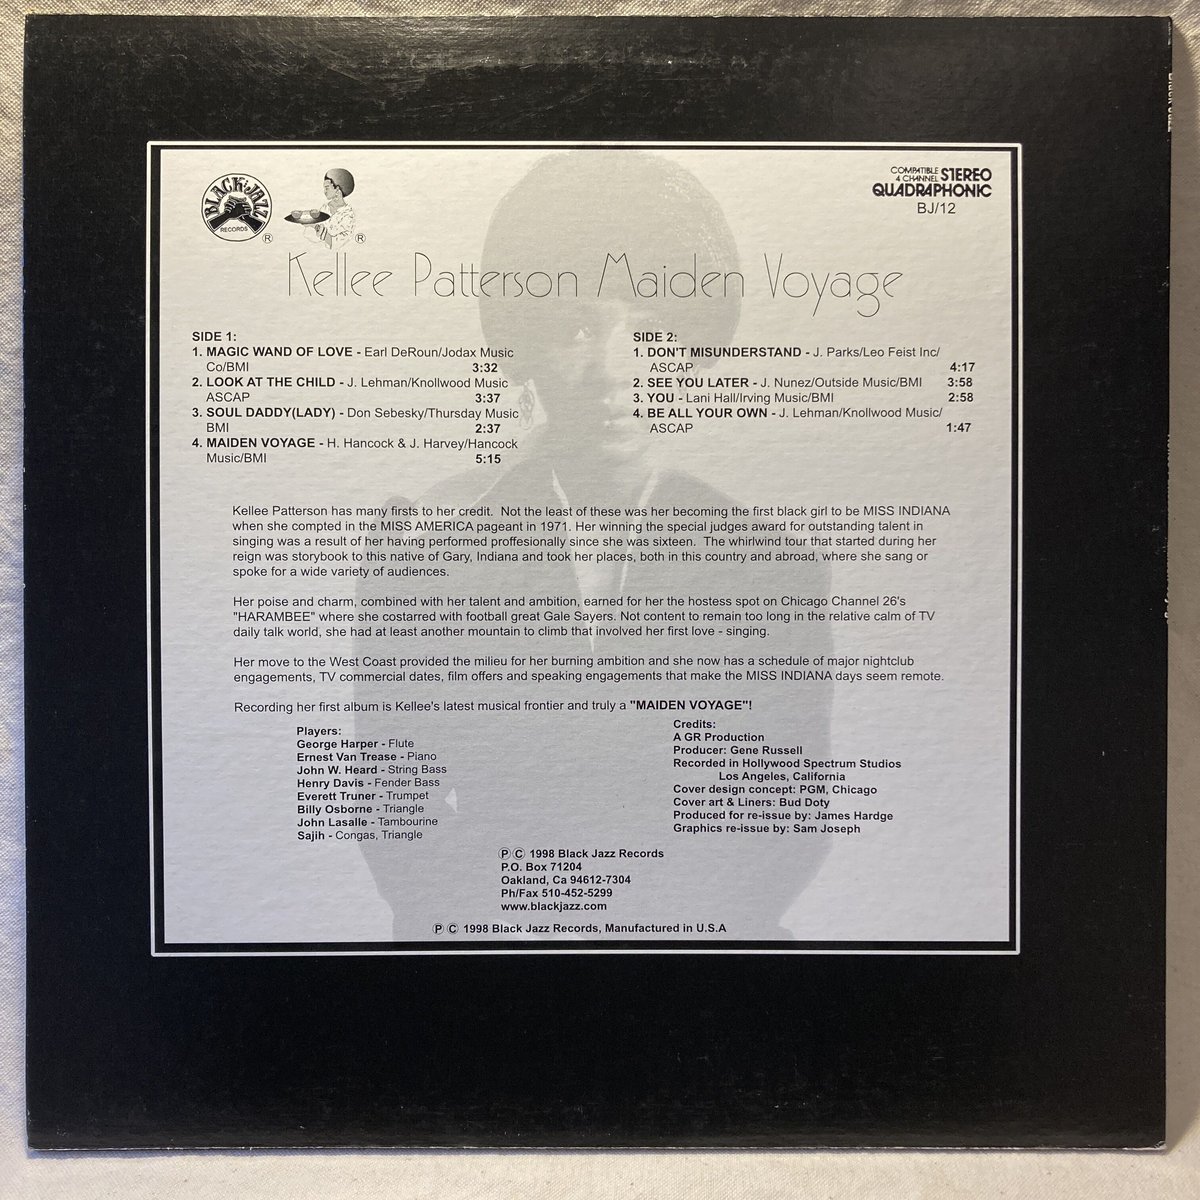 BLACK JAZZ
RECORDS
®
®
COMPATIBLE
4 CHANNEL STEREO
QUADRAPHONIC
BJ/12
Kellee Patterson Maiden Voyage
SIDE 1:
1. MAGIC WAND OF LOVE - Earl DeRoun/Jodax Music
Co/BMI 3:32
2. LOOK AT THE CHILD - J. Lehman/Knollwood Music
ASCAP 3:37
3. SOUL DADDY(LADY) - Don Sebesky/Thursday Music
BMI 2:37
4. MAIDEN VOYAGE - H. Hancock & J. Harvey/Hancock
Music/BMI 5:15
SIDE 2:
1. DON'T MISUNDERSTAND - J. Parks/Leo Feist Inc/
ASCAP 4:17
2. SEE YOU LATER - J. Nunez/Outside Music/BMI 3:58
3. YOU - Lani Hall/Irving Music/BMI 2:58
4. BE ALL YOUR OWN - J. Lehman/Knollwood Music/
ASCAP 1:47
Kellee Patterson has many firsts to her credit. Not the least of these was her becoming the first black girl to be MISS INDIANA
when she compted in the MISS AMERICA pageant in 1971. Her winning the special judges award for outstanding talent in
singing was a result of her having performed proffesionally since she was sixteen. The whirlwind tour that started during her
reign was storybook to this native of Gary, Indiana and took her places, both in this country and abroad, where she sang or
spoke for a wide variety of audiences.
Her poise and charm, combined with her talent and ambition, earned for her the hostess spot on Chicago Channel 26's
"HARAMBEE" where she costarred with football great Gale Sayers. Not content to remain too long in the relative calm of TV
daily talk world, she had at least another mountain to climb that involved her first love - singing.
Her move to the West Coast provided the milieu for her burning ambition and she now has a schedule of major nightclub
engagements, TV commercial dates, film offers and speaking engagements that make the MISS INDIANA days seem remote.
Recording her first album is Kellee's latest musical frontier and truly a "MAIDEN VOYAGE"!
Players:
George Harper - Flute
Ernest Van Trease - Piano
John W. Heard - String Bass
Henry Davis - Fender Bass
Everett Truner - Trumpet
Billy Osborne - Triangle
John Lasalle - Tambourine
Sajih - Congas, Triangle
Credits:
A GR Production
Producer: Gene Russell
Recorded in Hollywood Spectrum Studios
Los Angeles, California
Cover design concept: PGM, Chicago
Cover art & Liners: Bud Doty
Produced for re-issue by: James Hardge
Graphics re-issue by: Sam Joseph
Ⓟ Ⓒ 1998 Black Jazz Records
P.O. Box 71204
Oakland, Ca 94612-7304
Ph/Fax 510-452-5299
www.blackjazz.com
Ⓟ Ⓒ 1998 Black Jazz Records, Manufactured in U.S.A